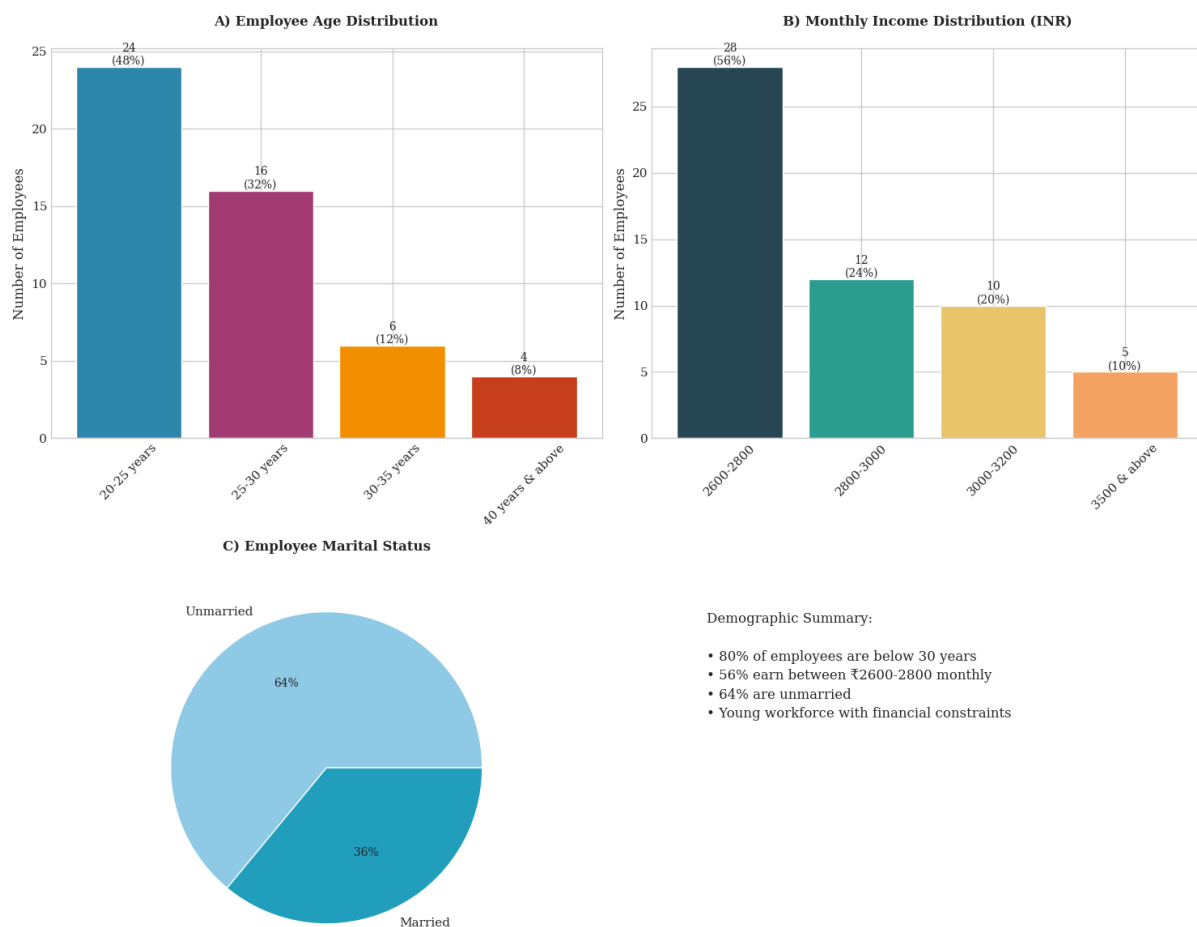 A) Employee Age Distribution
Number of Employees
25
20
15
10
5
0
24
(48%)
16
(32%)
6
(12%)
4
(8%)
20-25 years
25-30 years
30-35 years
40 years & above
B) Monthly Income Distribution (INR)
Number of Employees
25
20
15
10
5
0
28
(56%)
12
(24%)
10
(20%)
5
(10%)
2600-2800
2800-3000
3000-3200
3500 & above
C) Employee Marital Status
Unmarried
64%
36%
Married
Demographic Summary:
• 80% of employees are below 30 years
• 56% earn between ₹2600-2800 monthly
• 64% are unmarried
• Young workforce with financial constraints